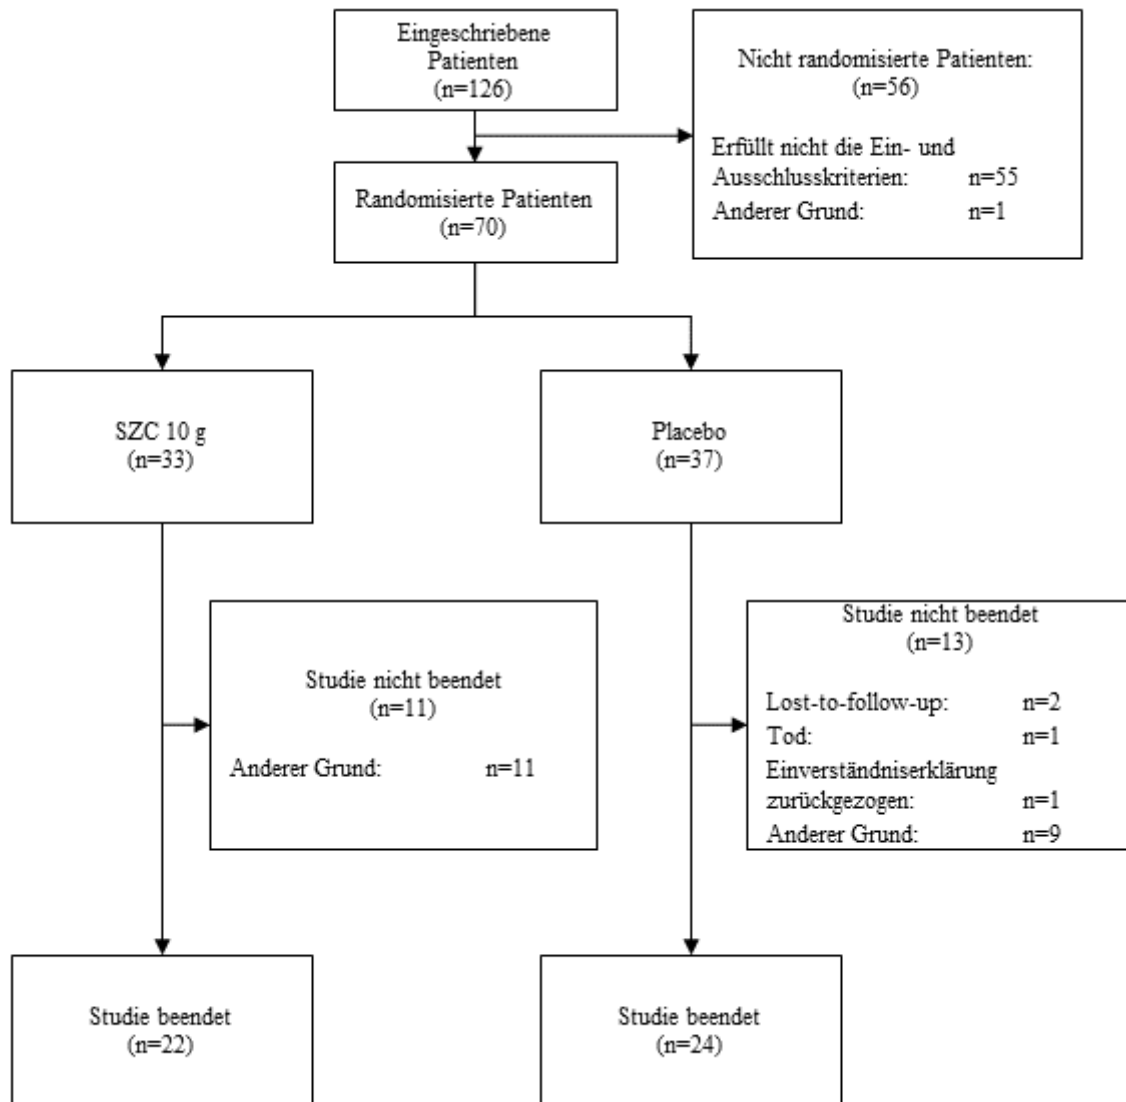 Eingeschriebene
Patienten
(n=126)
Nicht randomisierte Patienten:
(n=56)
Erfüllt nicht die Ein- und
Ausschlusskriterien: n=55
Anderer Grund: n=1
Randomisierte Patienten
(n=70)
SZC 10 g
(n=33)
Placebo
(n=37)
Studie nicht beendet
(n=11)
Anderer Grund: n=11
Studie nicht beendet
(n=13)
Lost-to-follow-up: n=2
Tod: n=1
Einverständniserklärung
zurückgezogen: n=1
Anderer Grund: n=9
Studie beendet
(n=22)
Studie beendet
(n=24)